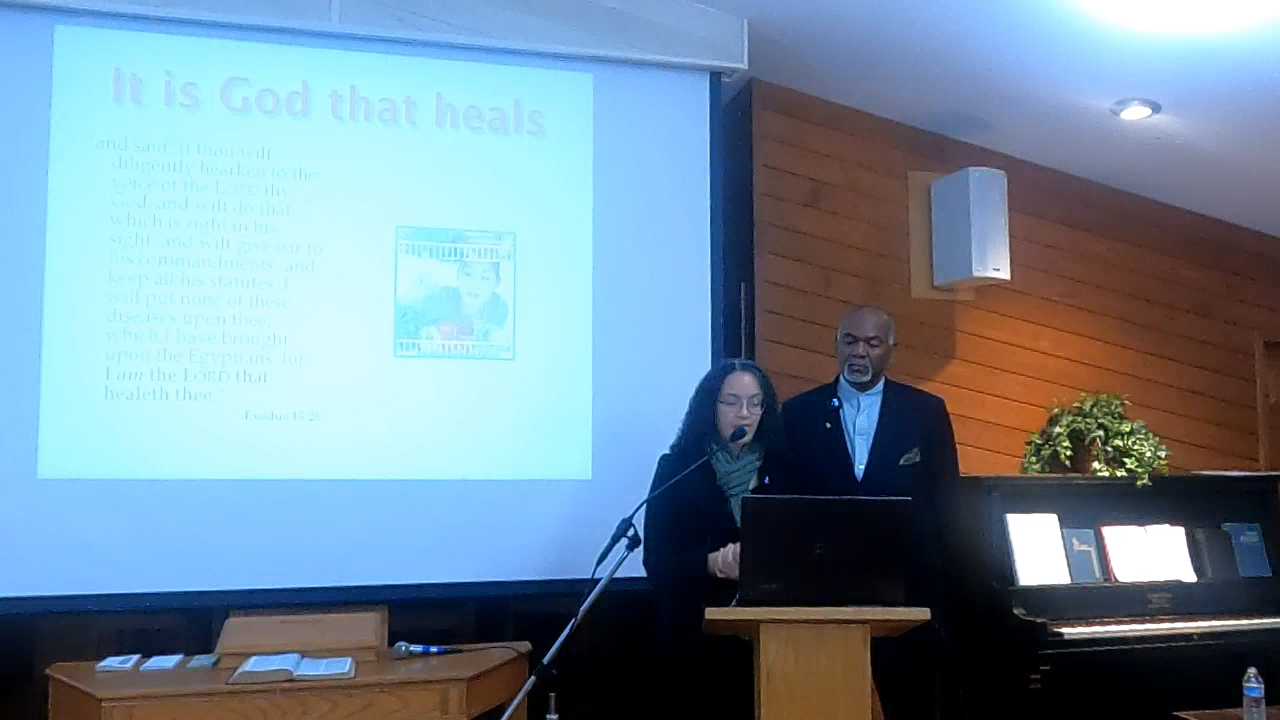 It is God that heals
"and said, If thou wilt
diligently hearken to the
voice of the LORD thy
God, and wilt do that
which is right in his
sight, and wilt give ear to
his commandments, and
keep all his statutes, I
will put none of these
diseases upon thee,
which I have brought
upon the Egyptians: for
I am the LORD that
healeth thee."
Exodus 15:26